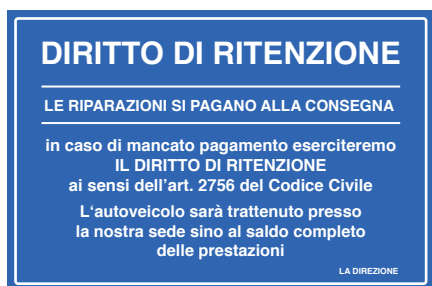 DIRITTO DI RITENZIONE
LE RIPARAZIONI SI PAGANO ALLA CONSEGNA
in caso di mancato pagamento eserciteremo
IL DIRITTO DI RITENZIONE
ai sensi dell'art. 2756 del Codice Civile
L‘autoveicolo sarà trattenuto presso
la nostra sede sino al saldo completo
delle prestazioni
LA DIREZIONE